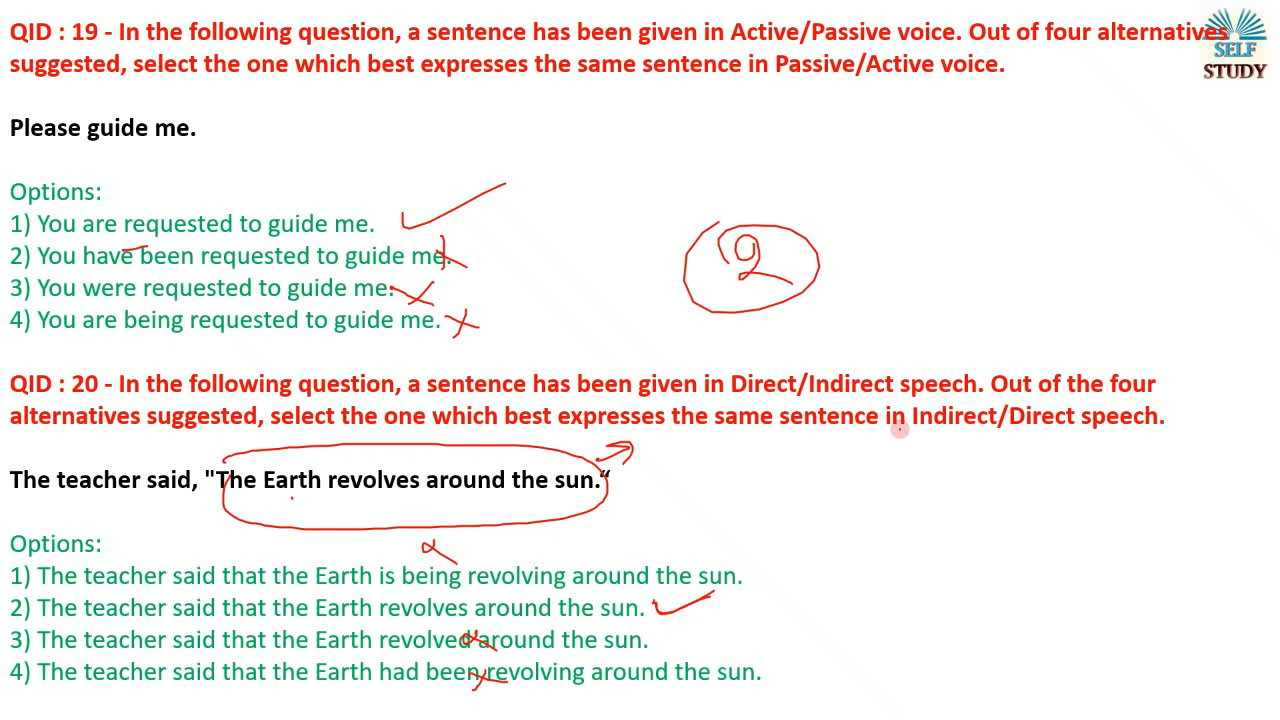 QID : 19 - In the following question, a sentence has been given in Active/Passive voice. Out of four alternatives
suggested, select the one which best expresses the same sentence in Passive/Active voice.
SELF
STUDY
Please guide me.
Options:
1) You are requested to guide me.
2) You have been requested to guide me.
3) You were requested to guide me.
4) You are being requested to guide me.
2
QID : 20 - In the following question, a sentence has been given in Direct/Indirect speech. Out of the four
alternatives suggested, select the one which best expresses the same sentence in Indirect/Direct speech.
The teacher said, "The Earth revolves around the sun.“
Options:
1) The teacher said that the Earth is being revolving around the sun.
2) The teacher said that the Earth revolves around the sun.
3) The teacher said that the Earth revolved around the sun.
4) The teacher said that the Earth had been revolving around the sun.